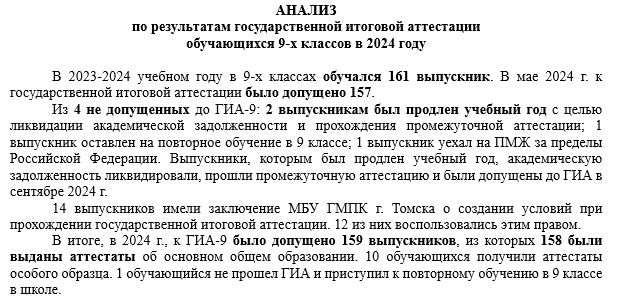 АНАЛИЗ
по результатам государственной итоговой аттестации
обучающихся 9-х классов в 2024 году
В 2023-2024 учебном году в 9-х классах обучался 161 выпускник. В мае 2024 г. к
государственной итоговой аттестации было допущено 157.
Из 4 не допущенных до ГИА-9: 2 выпускникам был продлен учебный год с целью
ликвидации академической задолженности и прохождения промежуточной аттестации; 1
выпускник оставлен на повторное обучение в 9 классе; 1 выпускник уехал на ПМЖ за пределы
Российской Федерации. Выпускники, которым был продлен учебный год, академическую
задолженность ликвидировали, прошли промежуточную аттестацию и были допущены до ГИА в
сентябре 2024 г.
14 выпускников имели заключение МБУ ГМПК г. Томска о создании условий при
прохождении государственной итоговой аттестации. 12 из них воспользовались этим правом.
В итоге, в 2024 г., к ГИА-9 было допущено 159 выпускников, из которых 158 были
выданы аттестаты об основном общем образовании. 10 обучающихся получили аттестаты
особого образца. 1 обучающийся не прошел ГИА и приступил к повторному обучению в 9 классе
в школе.